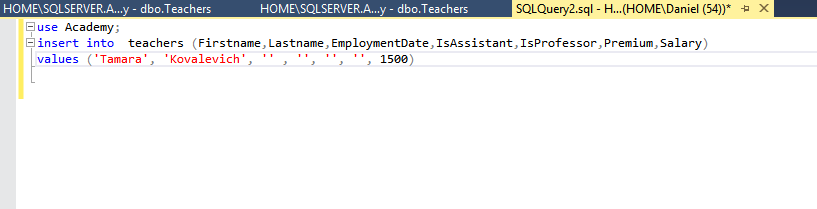 HOME\SQLSERVER.A...y - dbo.Teachers HOME\SQLSERVER.A...y - dbo.Teachers SQLQuery2.sql - H...(HOME\Daniel (54))*
use Academy;
insert into teachers (Firstname,Lastname,EmploymentDate,IsAssistant,IsProfessor,Premium,Salary)
values ('Tamara', 'Kovalevich', '' , '', '', '', 1500)